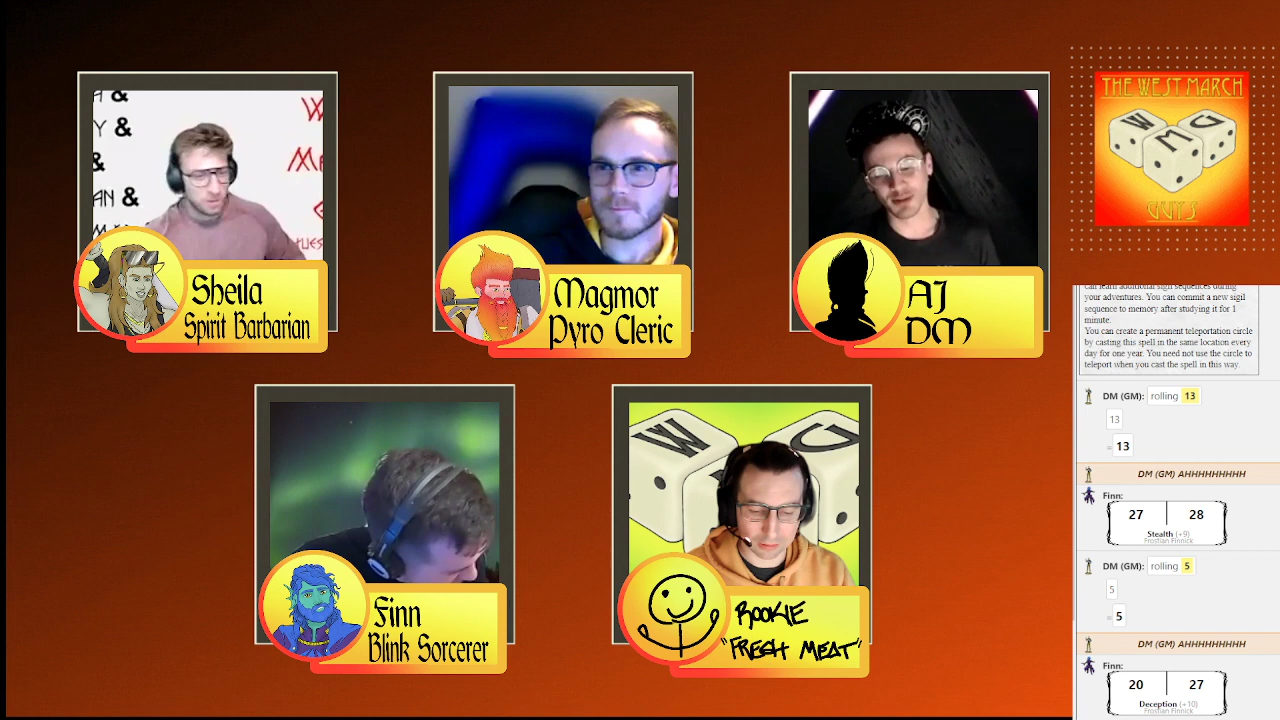 &
Y &
&
AN &
Sheila
Spirit Barbarian
Magmor
Pyro Cleric
AJ
DM
THE WEST MARCH
W
M
G
GUYS
Finn
Blink Sorcerer
W
G
ROOKIE
"FRESH MEAT"
can learn additional sigil sequences during
your adventures. You can commit a new sigil
sequence to memory after studying it for 1
minute.
You can create a permanent teleportation circle
by casting this spell in the same location every
day for one year. You need not use the circle to
teleport when you cast the spell in this way.
DM (GM): rolling 13
13
= 13
DM (GM) AHHHHHHHHH
Finn:
27 28
Stealth (+9)
Frostian Finnick
DM (GM): rolling 5
5
= 5
DM (GM) AHHHHHHHHH
Finn:
20 27
Deception (+10)
Frostian Finnick